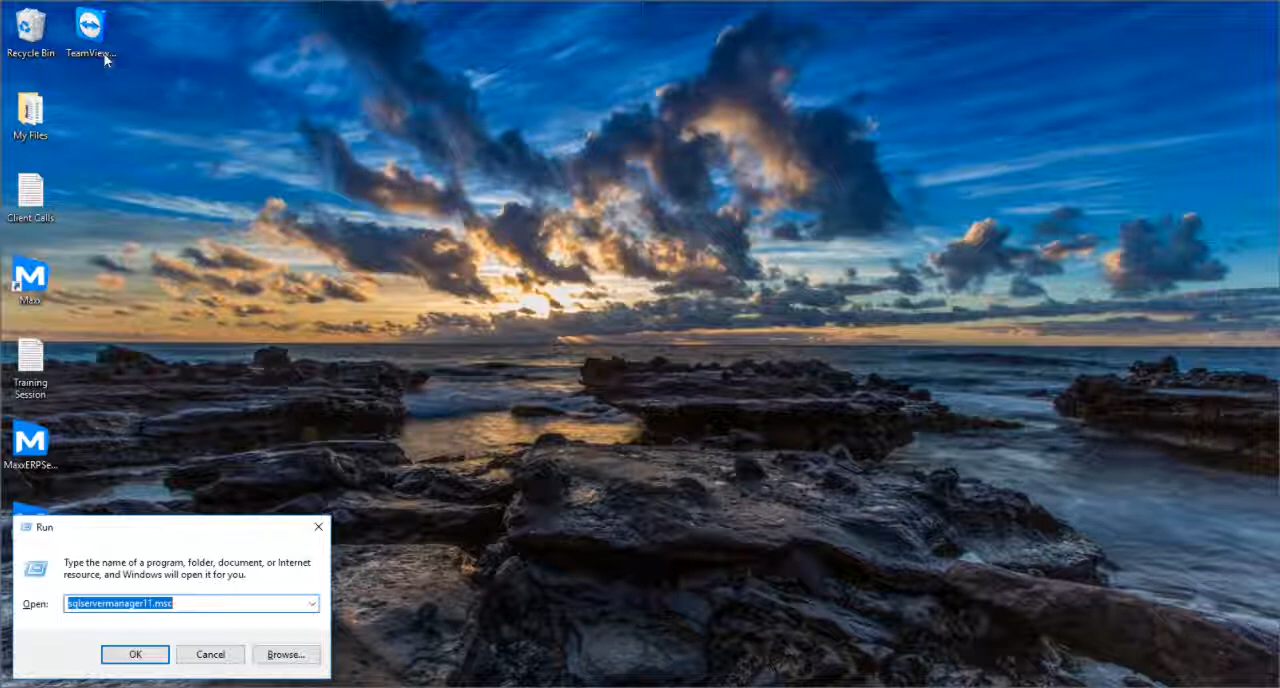 Recycle Bin
TeamView...
My Files
Client Calls
Maxx
Training
Session
MaxxERPSe...
Run
Type the name of a program, folder, document, or Internet
resource, and Windows will open it for you.
Open:
sqlservermanager11.msc
OK
Cancel
Browse...